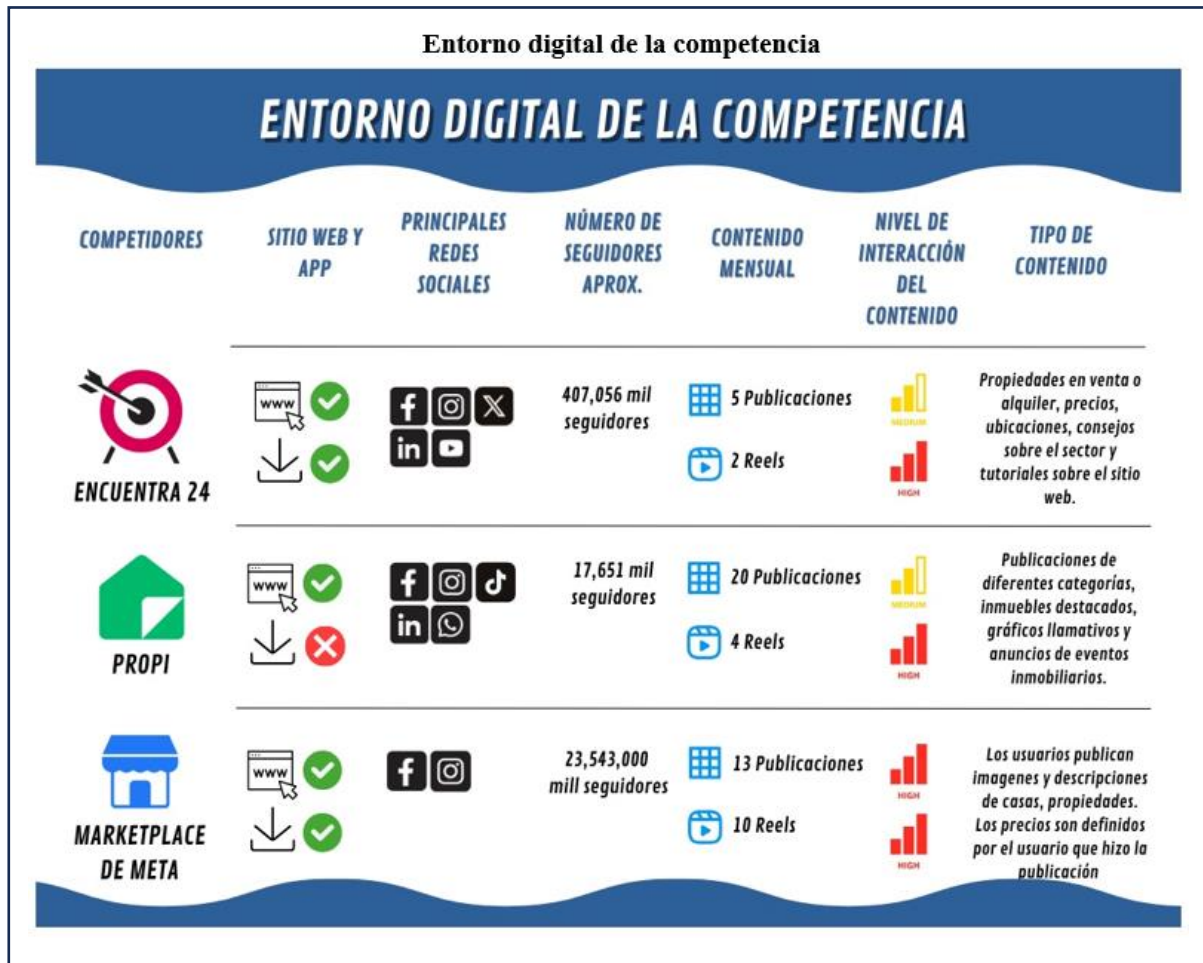 Entorno digital de la competencia
ENTORNO DIGITAL DE LA COMPETENCIA
COMPETIDORES
SITIO WEB Y
APP
PRINCIPALES
REDES
SOCIALES
NÚMERO DE
SEGUIDORES
APROX.
CONTENIDO
MENSUAL
NIVEL DE
INTERACCIÓN
DEL
CONTENIDO
TIPO DE
CONTENIDO
ENCUENTRA 24
WWW
407,056 mil
seguidores
5 Publicaciones
2 Reels
MEDIUM
HIGH
Propiedades en venta o
alquiler, precios,
ubicaciones, consejos
sobre el sector y
tutoriales sobre el sitio
web.
PROPI
WWW
17,651 mil
seguidores
20 Publicaciones
4 Reels
MEDIUM
HIGH
Publicaciones de
diferentes categorías,
inmuebles destacados,
gráficos llamativos y
anuncios de eventos
inmobiliarios.
MARKETPLACE
DE META
WWW
23,543,000
mill seguidores
13 Publicaciones
10 Reels
HIGH
HIGH
Los usuarios publican
imagenes y descripciones
de casas, propiedades.
Los precios son definidos
por el usuario que hizo la
publicación